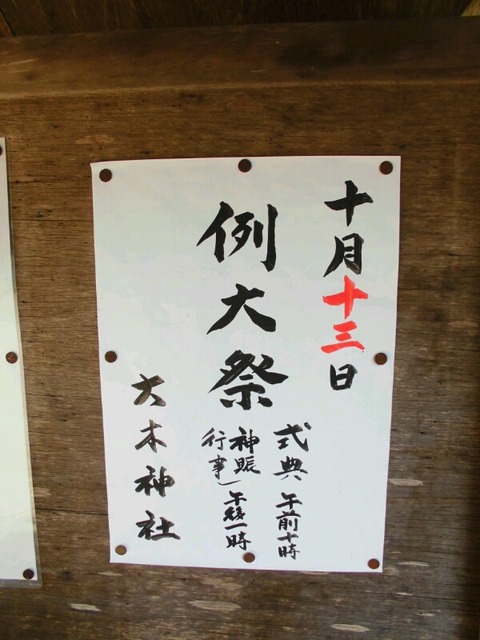 十月十三日
例大祭
式典 午前十時
神賑
行事」午後一時
大木神社